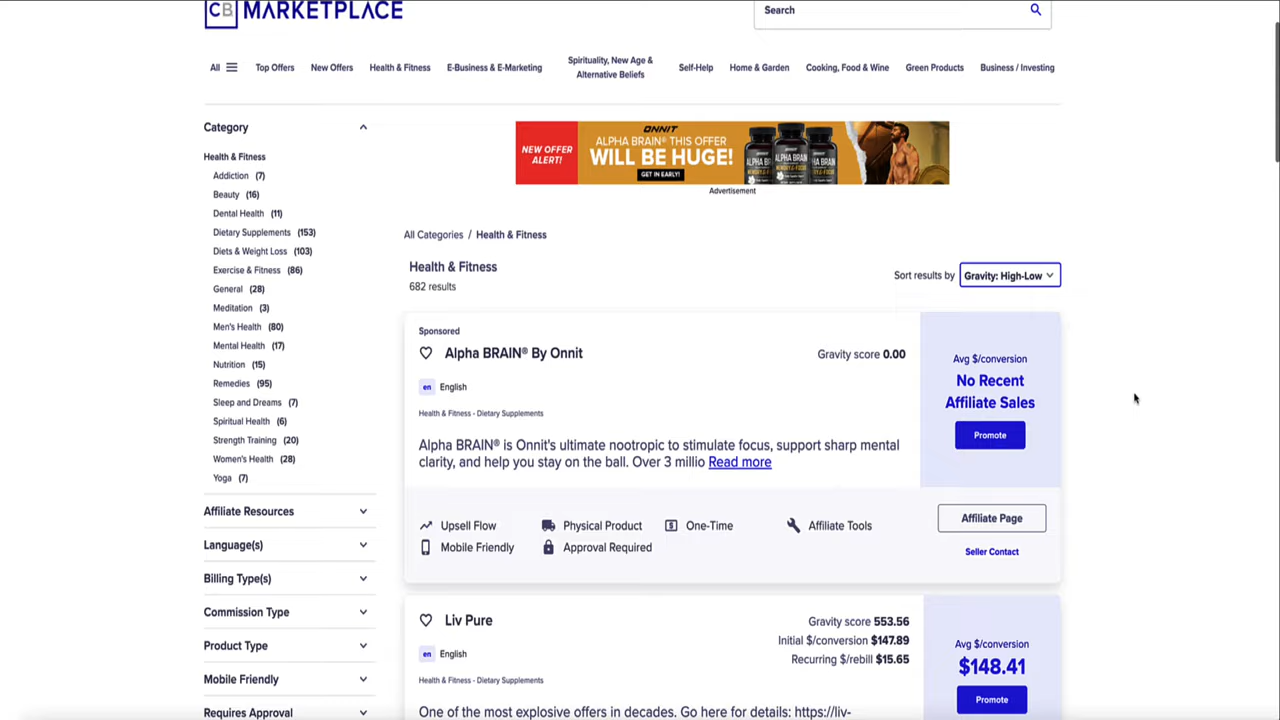 CB MARKETPLACE
Search
All
Top Offers
New Offers
Health & Fitness
E-Business & E-Marketing
Spirituality, New Age &
Alternative Beliefs
Self-Help
Home & Garden
Cooking, Food & Wine
Green Products
Business / Investing
Category
Health & Fitness
Addiction (7)
Beauty (16)
Dental Health (11)
Dietary Supplements (153)
Diets & Weight Loss (103)
Exercise & Fitness (86)
General (28)
Meditation (3)
Men's Health (80)
Mental Health (17)
Nutrition (15)
Remedies (95)
Sleep and Dreams (7)
Spiritual Health (6)
Strength Training (20)
Women's Health (28)
Yoga (7)
Affiliate Resources
Language(s)
Billing Type(s)
Commission Type
Product Type
Mobile Friendly
Requires Approval
NEW OFFER
ALERT!
ONNIT
ALPHA BRAIN® THIS OFFER
WILL BE HUGE!
GET IN EARLY!
ALPHA BRAIN
Advertisement
All Categories / Health & Fitness
Health & Fitness
682 results
Sort results by Gravity: High-Low
Sponsored
Alpha BRAIN® By Onnit
Gravity score 0.00
en English
Health & Fitness - Dietary Supplements
Alpha BRAIN® is Onnit's ultimate nootropic to stimulate focus, support sharp mental
clarity, and help you stay on the ball. Over 3 millio Read more
Avg $/conversion
No Recent
Affiliate Sales
Promote
Upsell Flow
Physical Product
One-Time
Affiliate Tools
Mobile Friendly
Approval Required
Affiliate Page
Seller Contact
Liv Pure
Gravity score 553.56
Initial $/conversion $147.89
Recurring $/rebill $15.65
en English
Health & Fitness - Dietary Supplements
One of the most explosive offers in decades. Go here for details: https://liv-
Avg $/conversion
$148.41
Promote